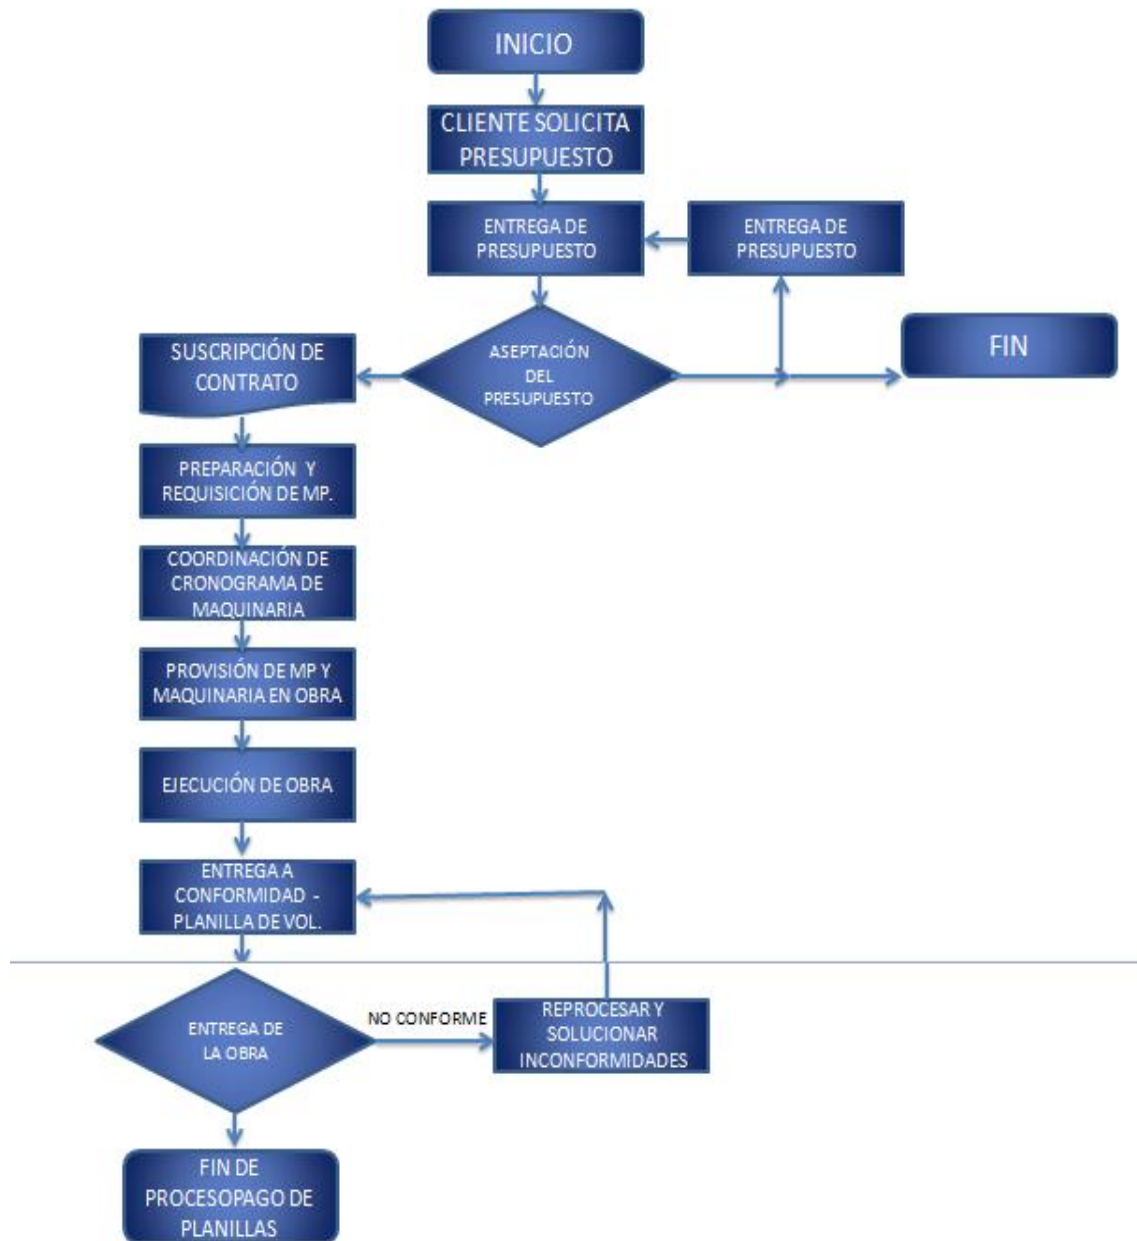 INICIO
CLIENTE SOLICITA
PRESUPUESTO
ENTREGA DE
PRESUPUESTO
ENTREGA DE
PRESUPUESTO
ASEPTACIÓN
DEL
PRESUPUESTO
FIN
SUSCRIPCIÓN DE
CONTRATO
PREPARACIÓN Y
REQUISICIÓN DE MP.
COORDINACIÓN DE
CRONOGRAMA DE
MAQUINARIA
PROVISIÓN DE MP Y
MAQUINARIA EN OBRA
EJECUCIÓN DE OBRA
ENTREGA A
CONFORMIDAD -
PLANILLA DE VOL.
ENTREGA DE
LA OBRA
NO CONFORME
REPROCESAR Y
SOLUCIONAR
INCONFORMIDADES
FIN DE
PROCESOPAGO DE
PLANILLAS